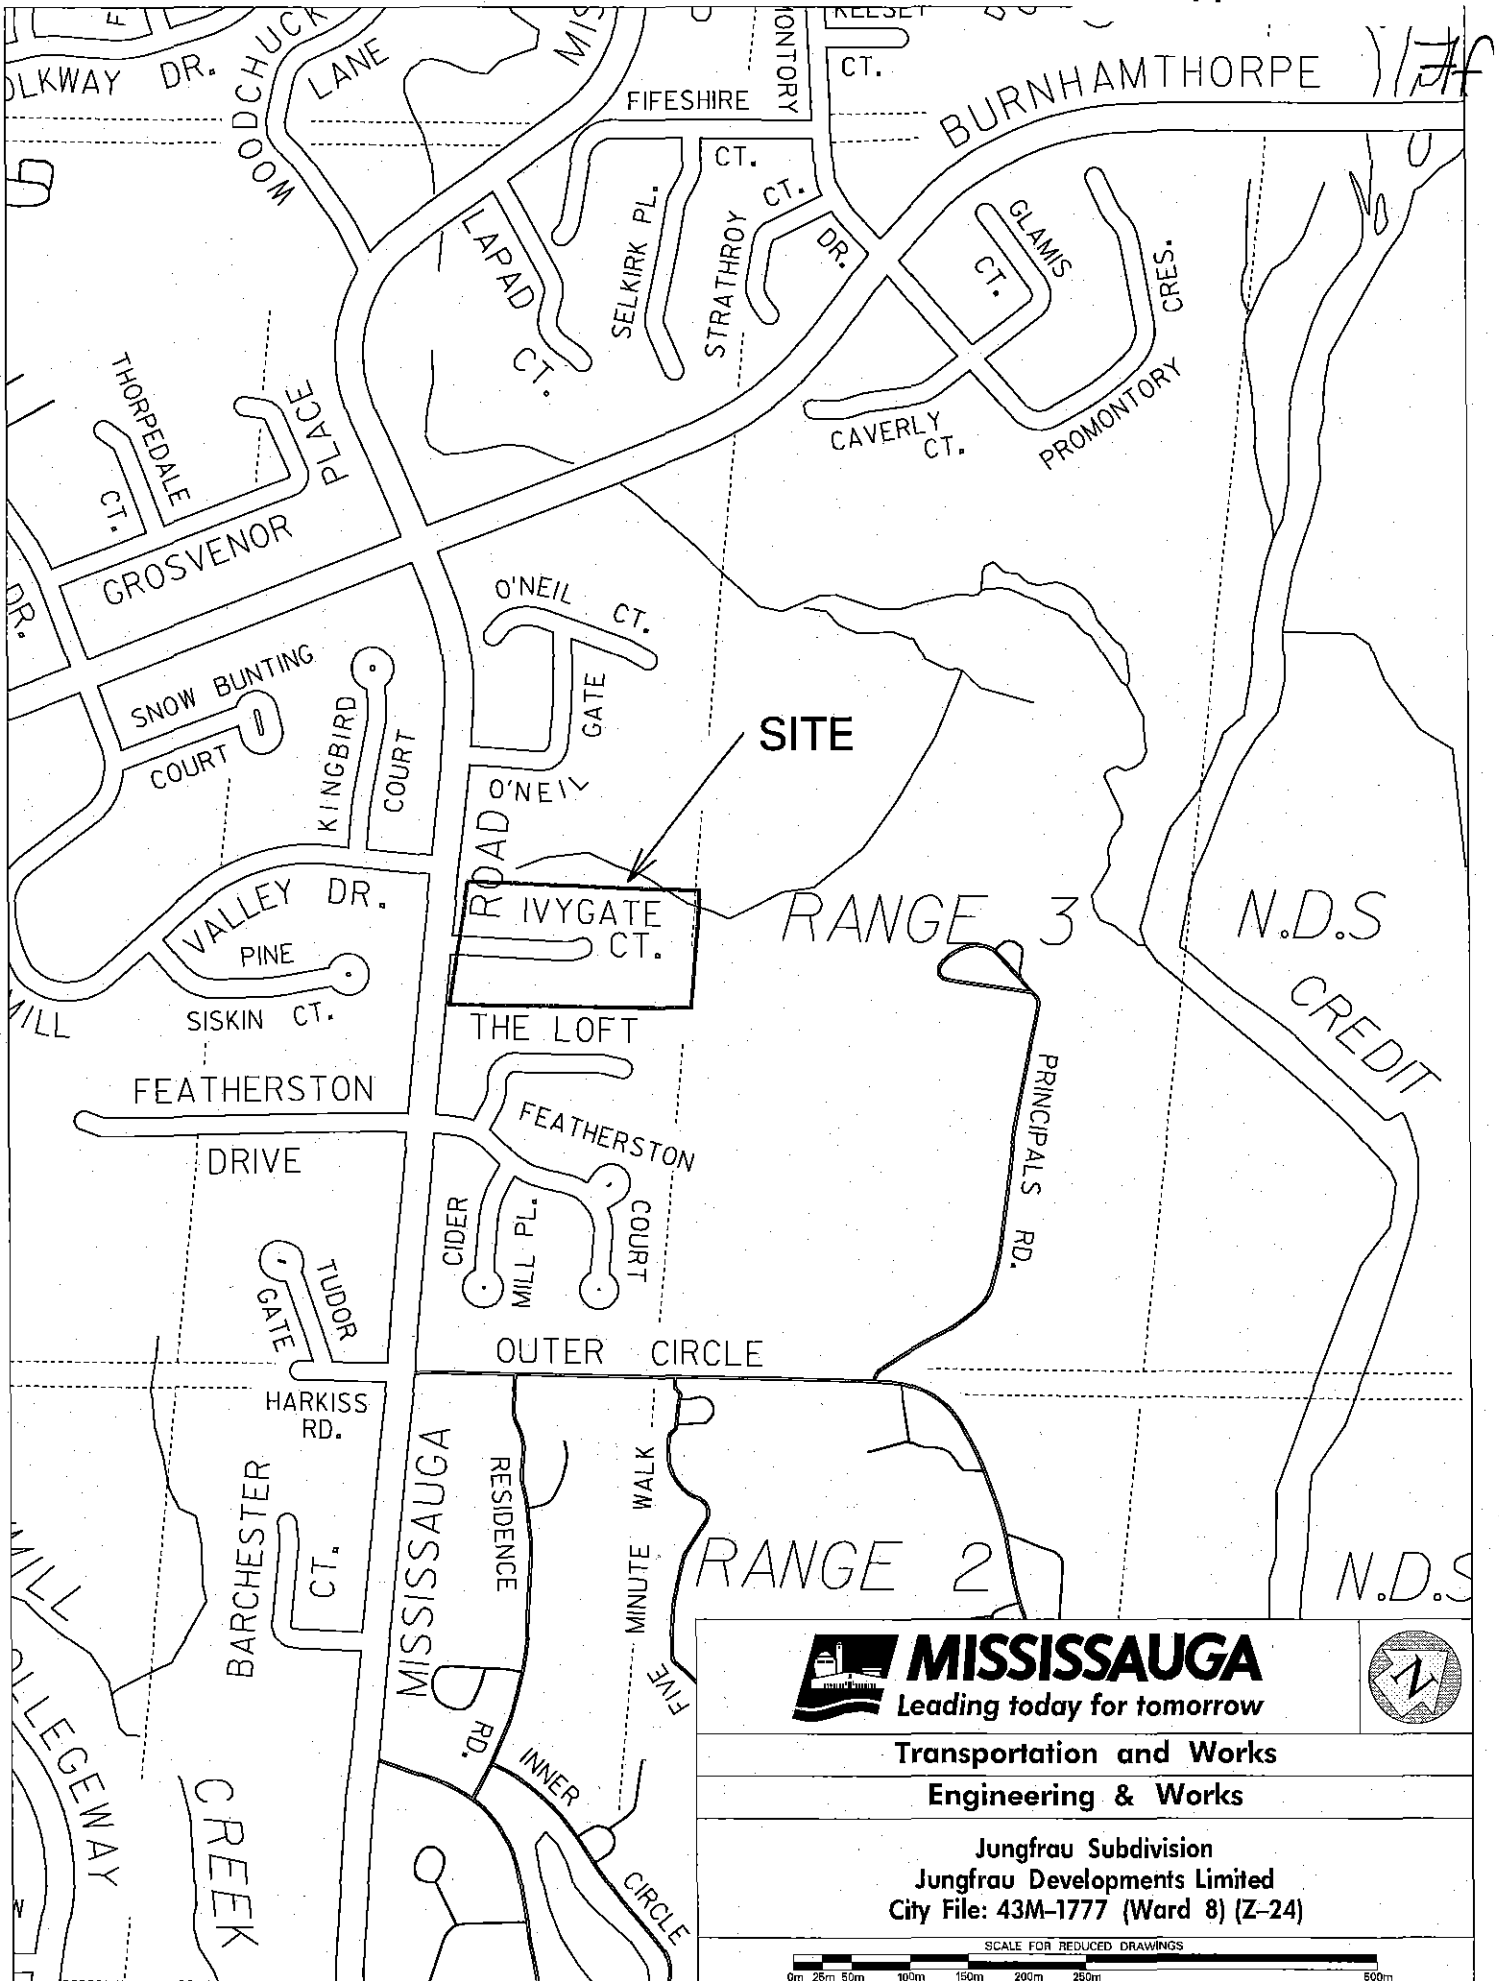 KELSEY
CT.
DR.
WOODCHUCK
LANE
FIFESHIRE
CT.
BURNHAMTHORPE
LAPAD
CT.
SELKIRK PL.
STRATHROY
CT.
DR.
GLAMIS
CT.
CRES.
PROMONTORY
CAVERLY
CT.
THORPEDALE
CT.
PLACE
GROSVENOR
DR.
O'NEIL CT.
GATE
O'NEIL
SNOW BUNTING
COURT
KINGBIRD
COURT
SITE
ROAD
VALLEY DR.
IVYGATE
CT.
RANGE 3
N.D.S
PINE
SISKIN CT.
MILL
THE LOFT
CREDIT
FEATHERSTON
DRIVE
FEATHERSTON
COURT
CIDER
MILL PL.
PRINCIPALS RD.
TUDOR
GATE
OUTER CIRCLE
HARKISS
RD.
MISSISSAUGA
RESIDENCE
RD.
FIVE MINUTE WALK
BARCHESTER
CT.
RANGE 2
N.D.S
MILL
CREEK
INNER
CIRCLE
MISSISSAUGA
Leading today for tomorrow
N
Transportation and Works
Engineering & Works
Jungfrau Subdivision
Jungfrau Developments Limited
City File: 43M-1777 (Ward 8) (Z-24)
SCALE FOR REDUCED DRAWINGS
0m 25m 50m 100m 150m 200m 250m 500m